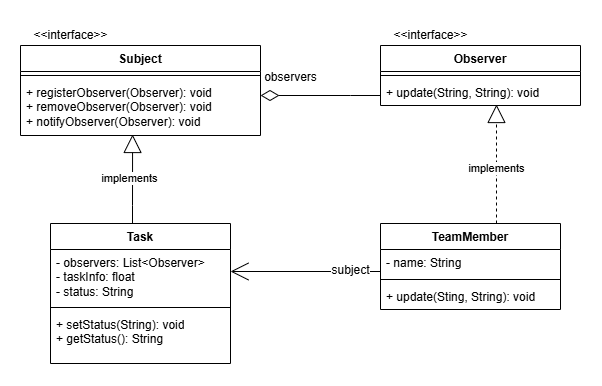 <<interface>>
Subject
+ registerObserver(Observer): void
+ removeObserver(Observer): void
+ notifyObserver(Observer): void
observers
<<interface>>
Observer
+ update(String, String): void
implements
implements
Task
- observers: List<Observer>
- taskInfo: float
- status: String
+ setStatus(String): void
+ getStatus(): String
subject
TeamMember
- name: String
+ update(Sting, String): void